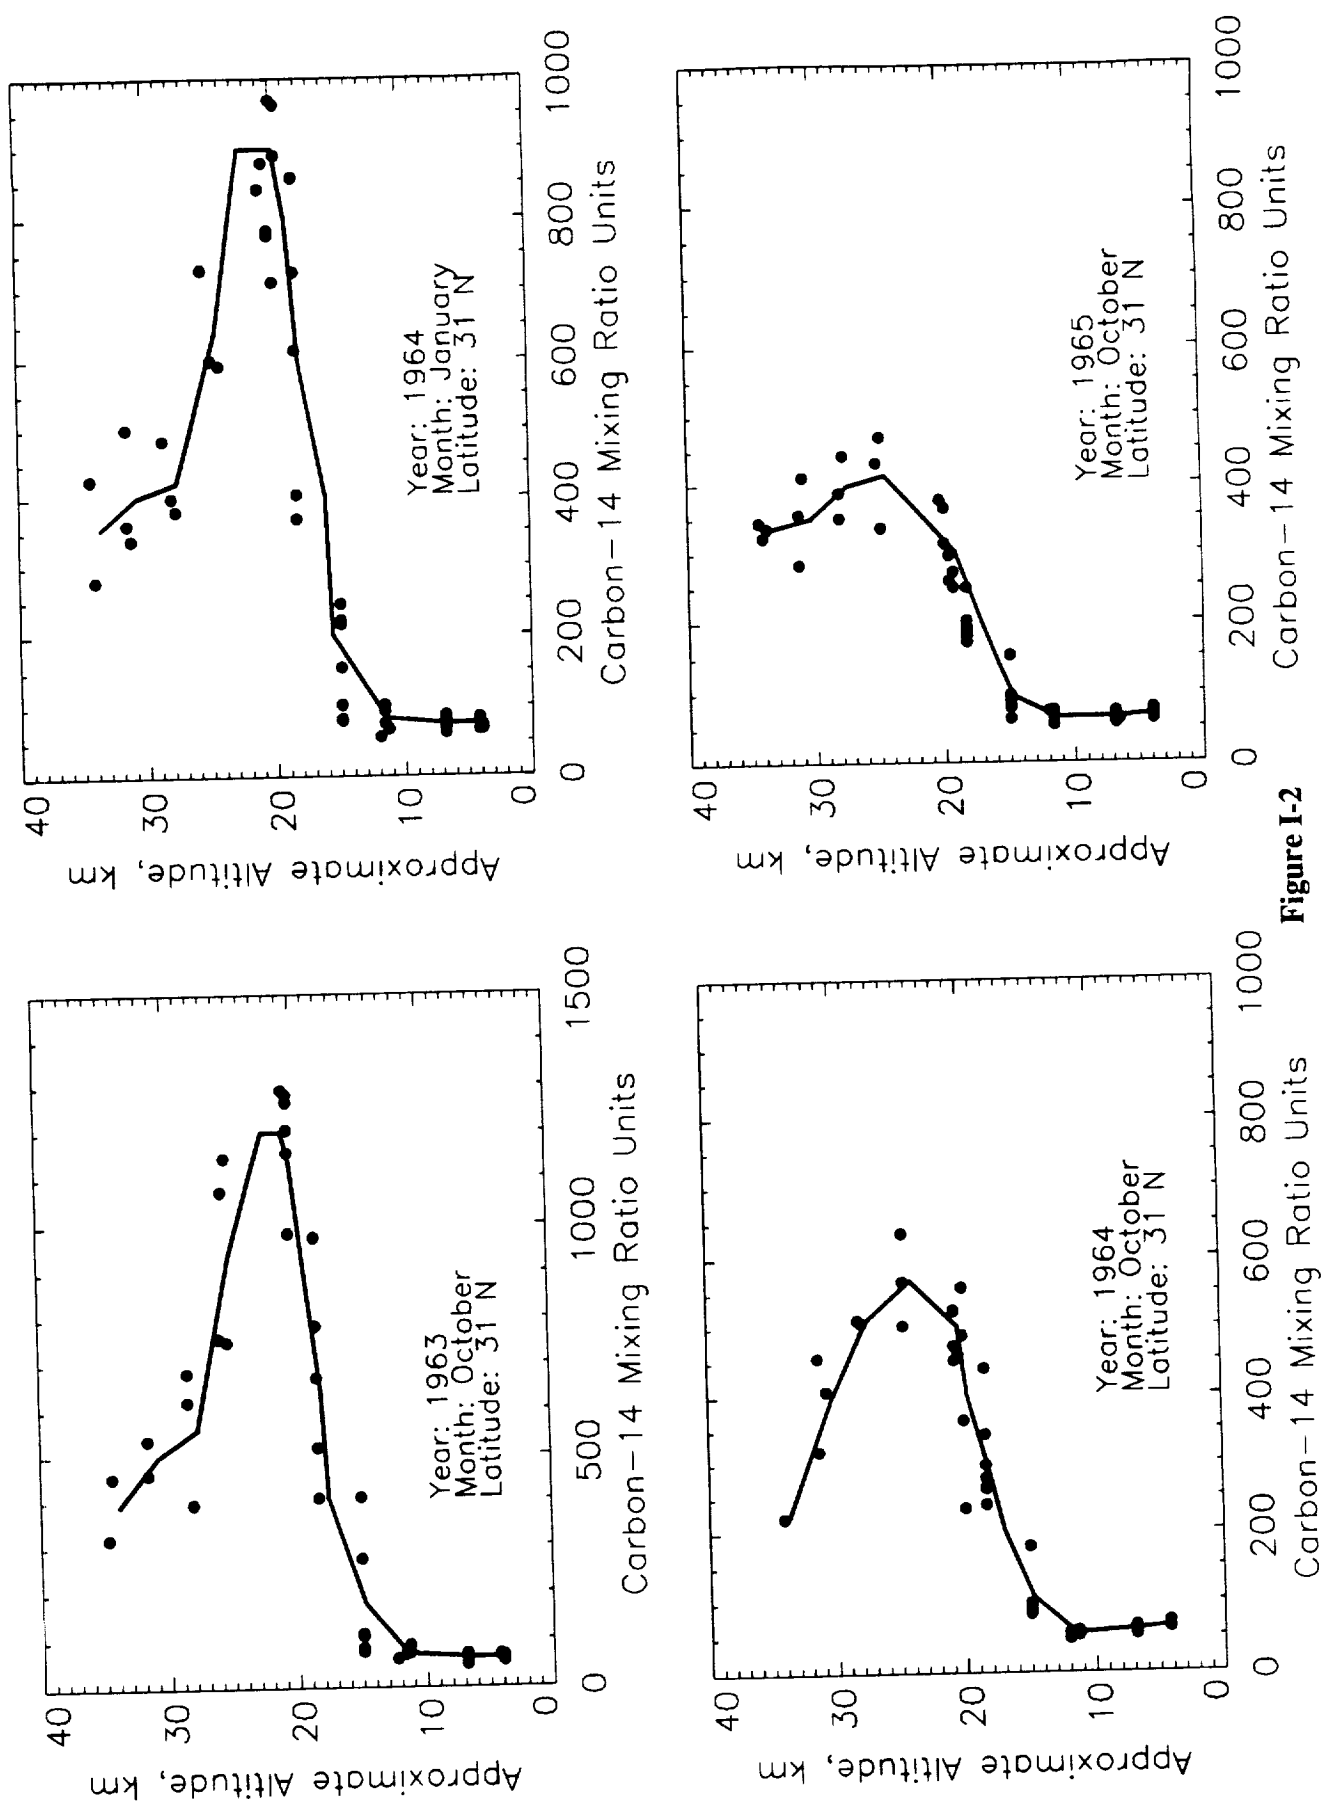 Approximate Altitude, km
40
30
20
10
0
Year: 1963
Month: October
Latitude: 31 N
0
500
1000
1500
Carbon-14 Mixing Ratio Units
Approximate Altitude, km
40
30
20
10
0
Year: 1964
Month: January
Latitude: 31 N
0
200
400
600
800
1000
Carbon-14 Mixing Ratio Units
Approximate Altitude, km
40
30
20
10
0
Year: 1964
Month: October
Latitude: 31 N
0
200
400
600
800
1000
Carbon-14 Mixing Ratio Units
Approximate Altitude, km
40
30
20
10
0
Year: 1965
Month: October
Latitude: 31 N
0
200
400
600
800
1000
Carbon-14 Mixing Ratio Units
Figure I-2